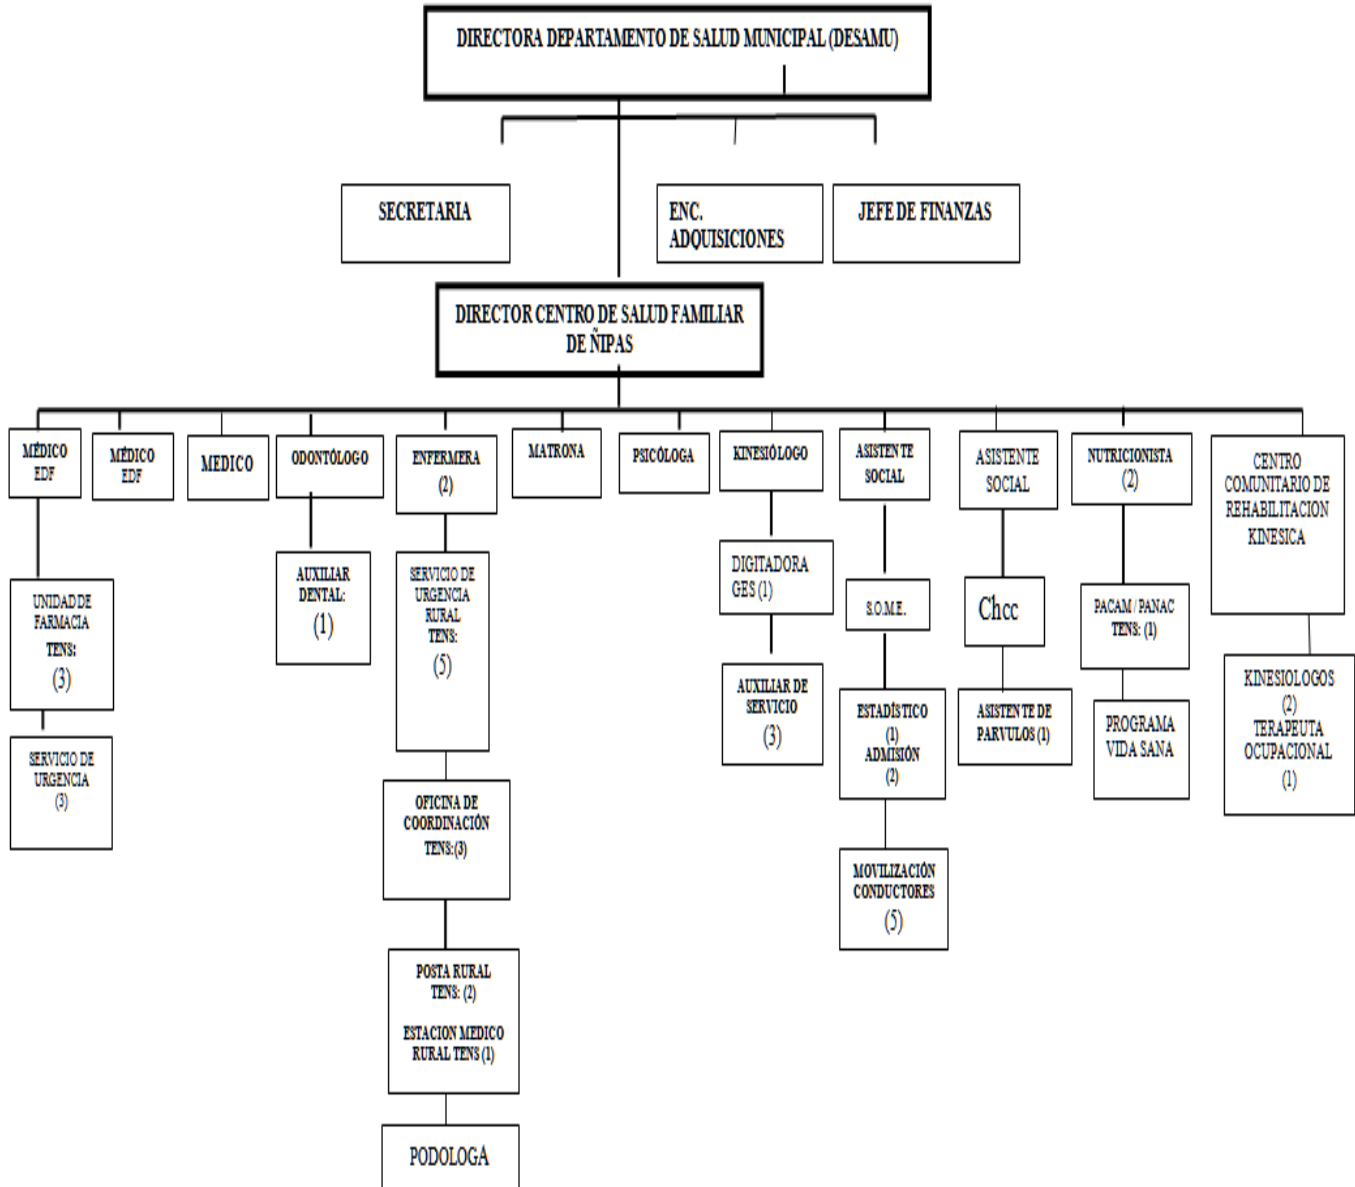 DIRECTORA DEPARTAMENTO DE SALUD MUNICIPAL (DESAMU)
SECRETARIA
ENC.
ADQUISICIONES
JEFE DE FINANZAS
DIRECTOR CENTRO DE SALUD FAMILIAR
DE ÑIPAS
MÉDICO
EDF
MÉDICO
EDF
MEDICO
ODONTÓLOGO
ENFERMERA
(2)
MATRONA
PSICÓLOGA
KINESIÓLOGO
ASISTENTE
SOCIAL
ASISTENTE
SOCIAL
NUTRICIONISTA
(2)
CENTRO
COMUNITARIO DE
REHABILITACION
KINESICA
UNIDAD DE
FARMACIA
TENS:
(3)
AUXILIAR
DENTAL:
(1)
SERVICIO DE
URGENCIA
RURAL
TENS:
(5)
DIGITADORA
GES (1)
S.O.M.E.
Chcc
PACAM / PANAC
TENS: (1)
KINESIOLOGOS
(2)
TERAPEUTA
OCUPACIONAL
(1)
SERVICIO DE
URGENCIA
(3)
AUXILIAR DE
SERVICIO
(3)
ESTADÍSTICO
(1)
ADMISIÓN
(2)
ASISTENTE DE
PARVULOS (1)
PROGRAMA
VIDA SANA
OFICINA DE
COORDINACIÓN
TENS: (3)
MOVILIZACIÓN
CONDUCTORES
(5)
POSTA RURAL
TENS: (2)
ESTACION MEDICO
RURAL TENS (1)
PODOLOGA